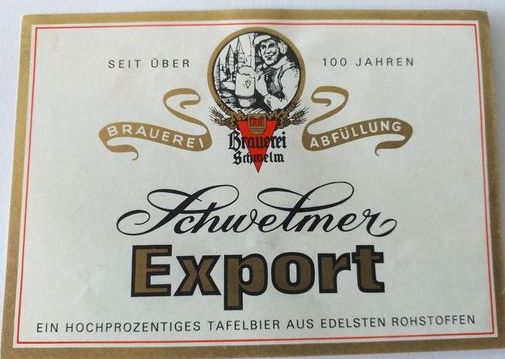 SEIT ÜBER 100 JAHREN
BRAUEREI ABFÜLLUNG
Brauerei
Schwelm
Schwelmer
Export
EIN HOCHPROZENTIGES TAFELBIER AUS EDELSTEN ROHSTOFFEN